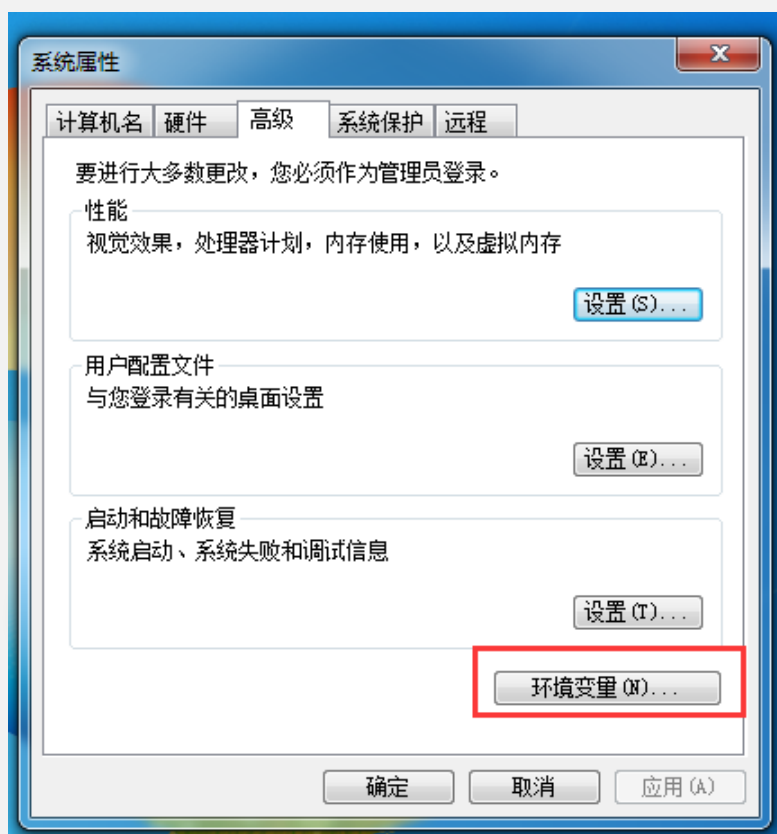 系统属性
计算机名 硬件 高级 系统保护 远程
要进行大多数更改，您必须作为管理员登录。
性能
视觉效果，处理器计划，内存使用，以及虚拟内存
设置(S)...
用户配置文件
与您登录有关的桌面设置
设置(E)...
启动和故障恢复
系统启动、系统失败和调试信息
设置(T)...
环境变量(N)...
确定 取消 应用(A)